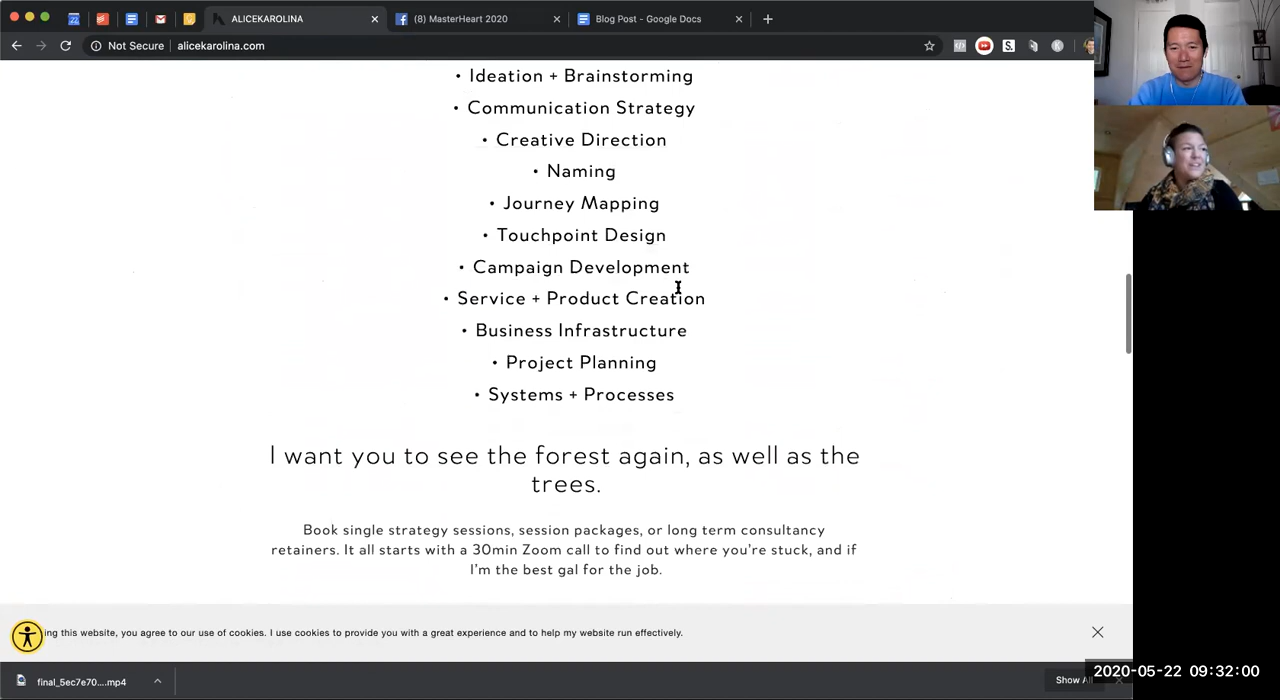 ALICEKAROLINA
(8) MasterHeart 2020
Blog Post - Google Docs
Not Secure
alicekarolina.com
• Ideation + Brainstorming
• Communication Strategy
• Creative Direction
• Naming
• Journey Mapping
• Touchpoint Design
• Campaign Development
• Service + Product Creation
• Business Infrastructure
• Project Planning
• Systems + Processes
I want you to see the forest again, as well as the
trees.
Book single strategy sessions, session packages, or long term consultancy
retainers. It all starts with a 30min Zoom call to find out where you're stuck, and if
I'm the best gal for the job.
ing this website, you agree to our use of cookies. I use cookies to provide you with a great experience and to help my website run effectively.
final_5ec7e70....mp4
Show
2020-05-22 09:32:00